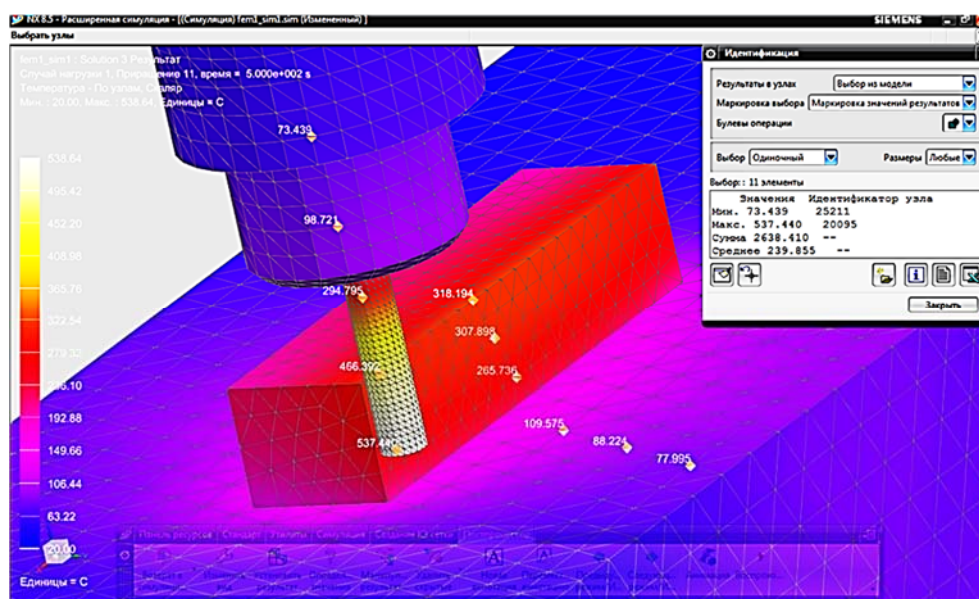 NX 8.5 - Расширенная симуляция - [(Симуляция) fem1_sim1.sim (Измененный) ]
SIEMENS
Выбрать узлы
fem1_sim1 : Solution 3 Результат
Случай нагрузки 1, Приращение 11, время = 5.000e+002 s
Температура - По узлам, Скаляр
Мин. : 20.00, Макс. : 538.64, Единицы = C
538.64
495.42
452.20
408.98
365.76
322.54
279.32
236.10
192.88
149.66
106.44
63.22
20.00
Единицы = C
73.439
98.721
294.795
318.194
307.898
466.392
265.736
537.440
109.575
88.224
77.995
Идентификация
Результаты в узлах Выбор из модели
Маркировка выбора Маркировка значений результатов
Булевы операции
Выбор Одиночный Размеры Любые
Выбор: : 11 элементы
Значения Идентификатор узла
Мин. 73.439 25211
Макс. 537.440 20095
Сумма 2638.410 --
Среднее 239.855 --
Закрыть
Панель ресурсов Стандарт Утилиты Симуляция